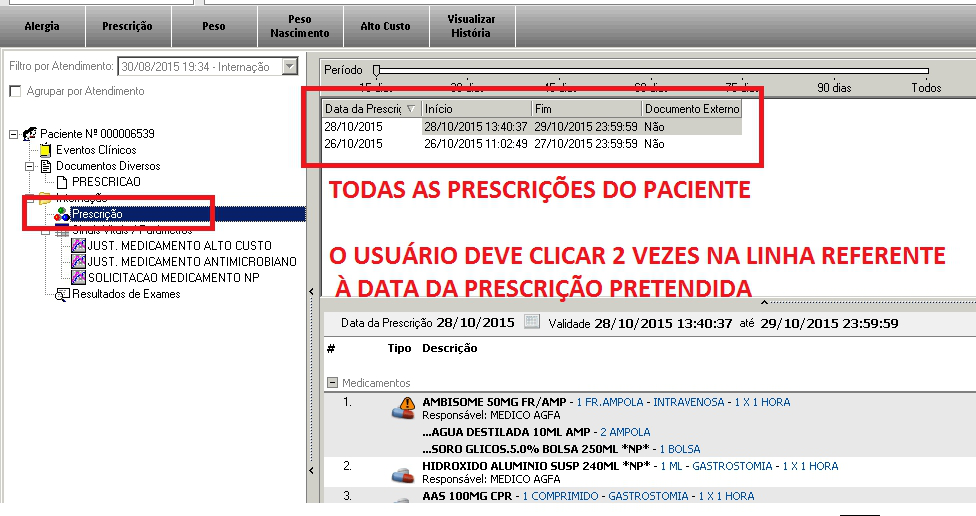 Alergia
Prescrição
Peso
Peso
Nascimento
Alto Custo
Visualizar
História
Filtro por Atendimento: 30/08/2015 19:34 - Internação
Agrupar por Atendimento
Paciente Nº 000006539
Eventos Clínicos
Documentos Diversos
PRESCRICAO
Internação
Prescrição
Sinais Vitais / Parâmetros
JUST. MEDICAMENTO ALTO CUSTO
JUST. MEDICAMENTO ANTIMICROBIANO
SOLICITACAO MEDICAMENTO NP
Resultados de Exames
Período
15 dias 30 dias 45 dias 60 dias 75 dias 90 dias Todos
Data da Prescriç Início Fim Documento Externo
28/10/2015 28/10/2015 13:40:37 29/10/2015 23:59:59 Não
26/10/2015 26/10/2015 11:02:49 27/10/2015 23:59:59 Não
TODAS AS PRESCRIÇÕES DO PACIENTE
O USUÁRIO DEVE CLICAR 2 VEZES NA LINHA REFERENTE
À DATA DA PRESCRIÇÃO PRETENDIDA
Data da Prescrição 28/10/2015 Validade 28/10/2015 13:40:37 até 29/10/2015 23:59:59
# Tipo Descrição
Medicamentos
1. AMBISOME 50MG FR/AMP - 1 FR.AMPOLA - INTRAVENOSA - 1 X 1 HORA
Responsável: MEDICO AGFA
...AGUA DESTILADA 10ML AMP - 2 AMPOLA
...SORO GLICOS.5.0% BOLSA 250ML *NP* - 1 BOLSA
2. HIDROXIDO ALUMINIO SUSP 240ML *NP* - 1 ML - GASTROSTOMIA - 1 X 1 HORA
Responsável: MEDICO AGFA
3. AAS 100MG CPR - 1 COMPRIMIDO - GASTROSTOMIA - 1 X 1 HORA